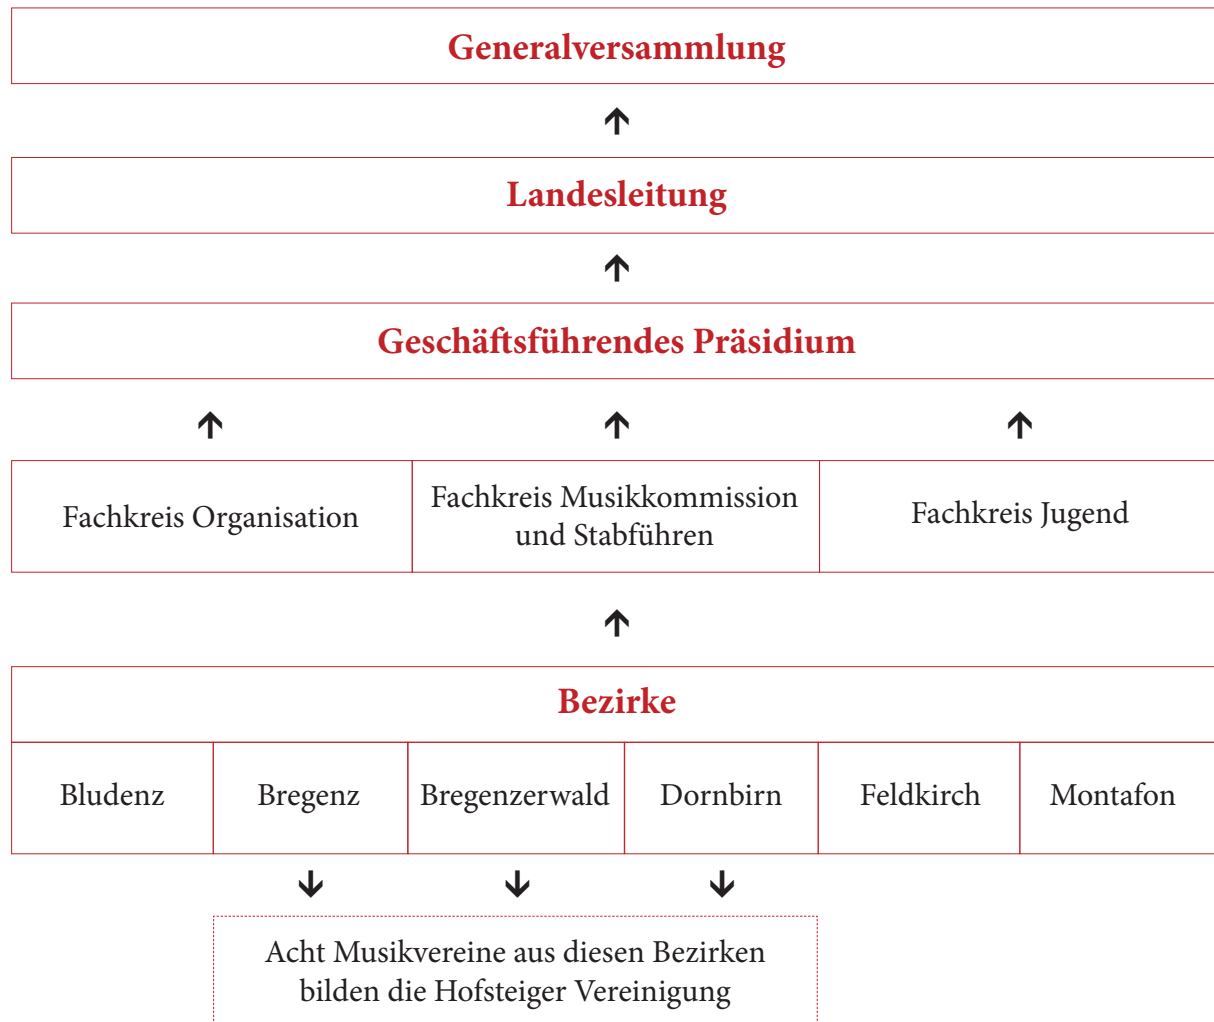 Generalversammlung
Landesleitung
Geschäftsführendes Präsidium
Fachkreis Organisation
Fachkreis Musikkommission
und Stabführen
Fachkreis Jugend
Bezirke
Bludenz
Bregenz
Bregenzerwald
Dornbirn
Feldkirch
Montafon
Acht Musikvereine aus diesen Bezirken
bilden die Hofsteiger Vereinigung